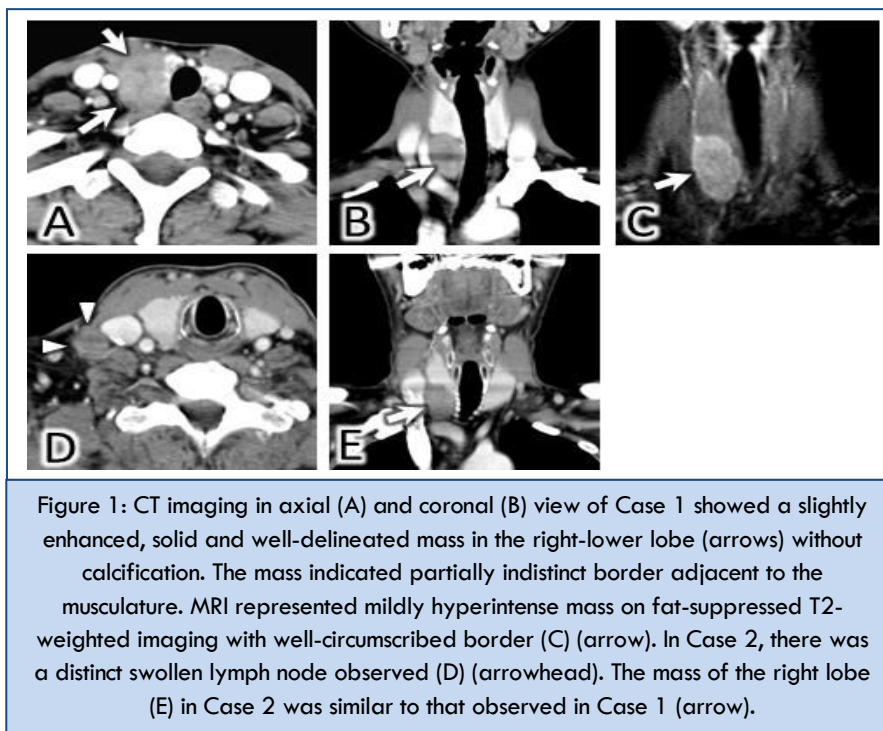 A
B
C
D
E
Figure 1: CT imaging in axial (A) and coronal (B) view of Case 1 showed a slightly
enhanced, solid and well-delineated mass in the right-lower lobe (arrows) without
calcification. The mass indicated partially indistinct border adjacent to the
musculature. MRI represented mildly hyperintense mass on fat-suppressed T2-
weighted imaging with well-circumscribed border (C) (arrow). In Case 2, there was
a distinct swollen lymph node observed (D) (arrowhead). The mass of the right lobe
(E) in Case 2 was similar to that observed in Case 1 (arrow).